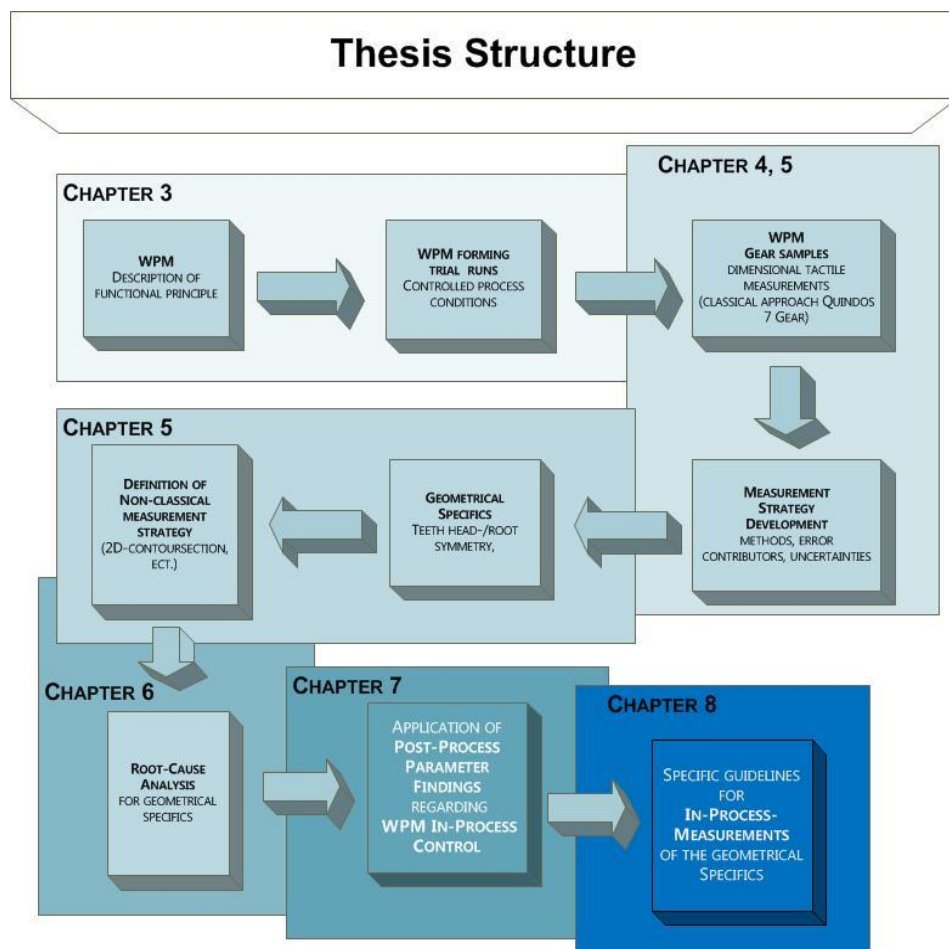 Thesis Structure
CHAPTER 3
WPM
DESCRIPTION OF
FUNCTIONAL PRINCIPLE
WPM FORMING
TRIAL RUNS
CONTROLLED PROCESS
CONDITIONS
CHAPTER 4, 5
WPM
GEAR SAMPLES
DIMENSIONAL TACTILE
MEASUREMENTS
(CLASSICAL APPROACH QUINDOS
7 GEAR)
MEASUREMENT
STRATEGY
DEVELOPMENT
METHODS, ERROR
CONTRIBUTORS, UNCERTAINTIES
CHAPTER 5
GEOMETRICAL
SPECIFICS
TEETH HEAD-/ROOT
SYMMETRY,
DEFINITION OF
NON-CLASSICAL
MEASUREMENT
STRATEGY
(2D-CONTOURSECTION,
ECT.)
CHAPTER 6
ROOT-CAUSE
ANALYSIS
FOR GEOMETRICAL
SPECIFICS
CHAPTER 7
APPLICATION OF
POST-PROCESS
PARAMETER
FINDINGS
REGARDING
WPM IN-PROCESS
CONTROL
CHAPTER 8
SPECIFIC GUIDELINES
FOR
IN-PROCESS-
MEASUREMENTS
OF THE GEOMETRICAL
SPECIFICS